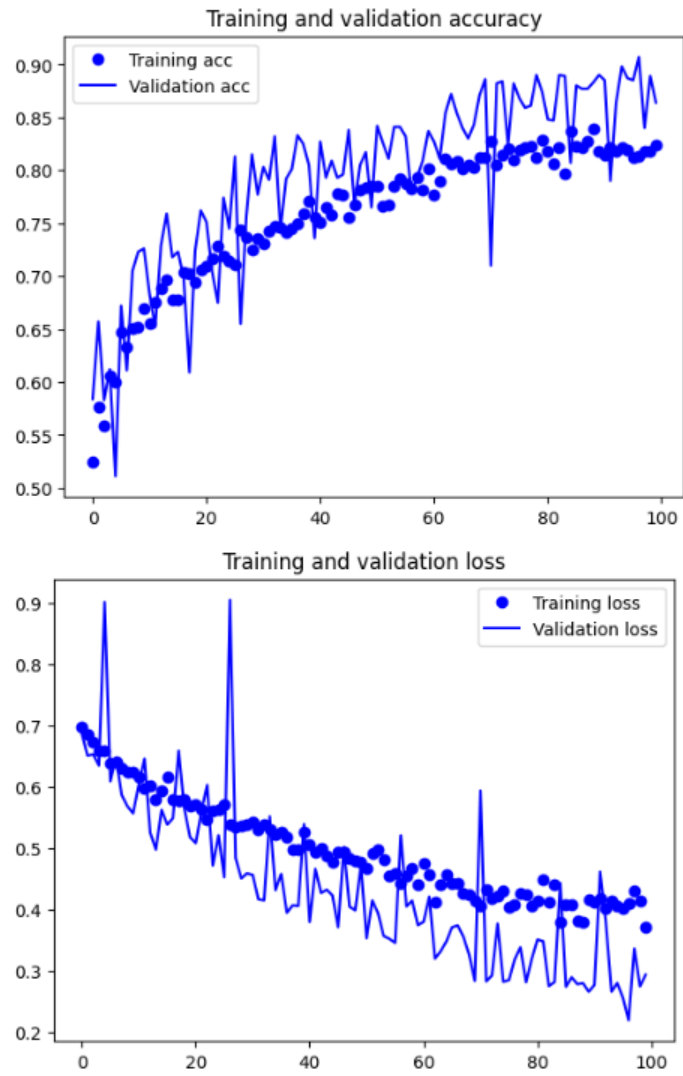 Training and validation accuracy
Training acc
Validation acc
0.90
0.85
0.80
0.75
0.70
0.65
0.60
0.55
0.50
0 20 40 60 80 100
Training and validation loss
Training loss
Validation loss
0.9
0.8
0.7
0.6
0.5
0.4
0.3
0.2
0 20 40 60 80 100